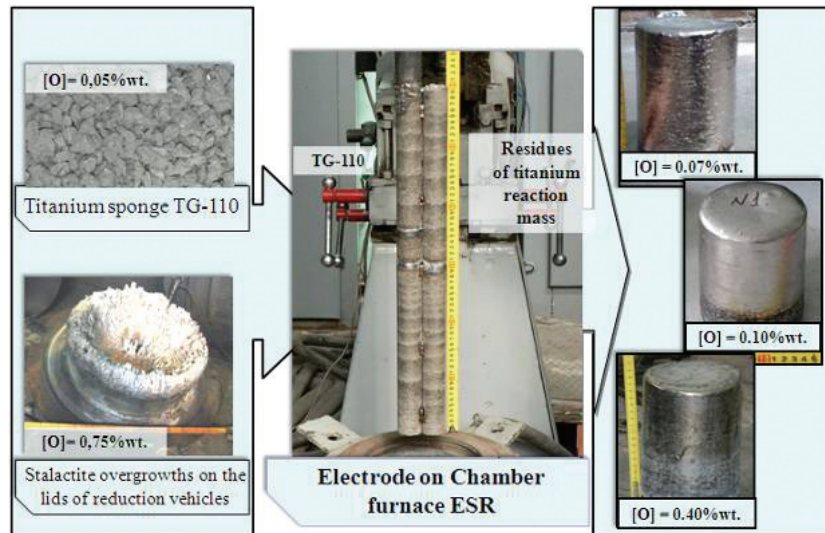 [O]= 0,05%wt.
Titanium sponge TG-110
[O]= 0,75%wt.
Stalactite overgrowths on the
lids of reduction vehicles
TG-110
Residues
of titanium
reaction
mass
Electrode on Chamber
furnace ESR
[O] = 0.07%wt.
N1
[O] = 0.10%wt.
[O] = 0.40%wt.